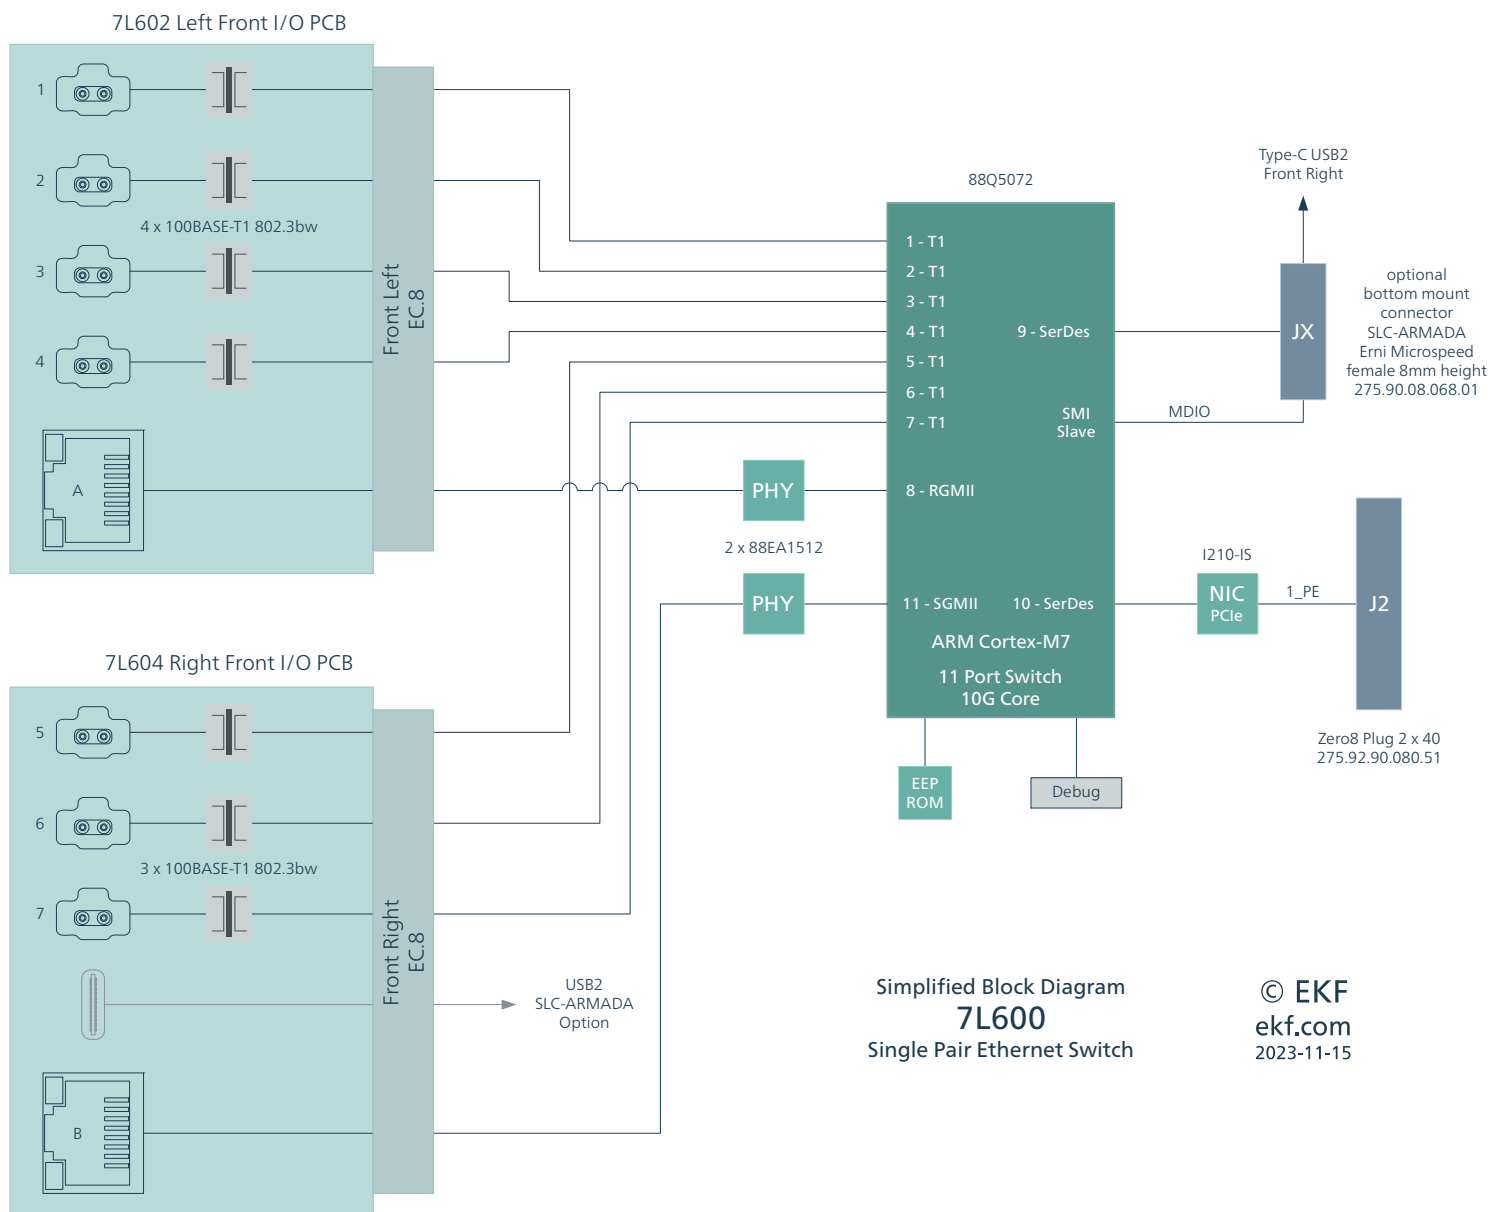 7L602 Left Front I/O PCB
1
2
4 x 100BASE-T1 802.3bw
3
4
A
Front Left
EC.8
7L604 Right Front I/O PCB
5
6
3 x 100BASE-T1 802.3bw
7
B
Front Right
EC.8
USB2
SLC-ARMADA
Option
PHY
2 x 88EA1512
PHY
88Q5072
1 - T1
2 - T1
3 - T1
4 - T1
5 - T1
6 - T1
7 - T1
8 - RGMII
11 - SGMII
9 - SerDes
SMI
Slave
10 - SerDes
ARM Cortex-M7
11 Port Switch
10G Core
EEP
ROM
Debug
MDIO
Type-C USB2
Front Right
JX
optional
bottom mount
connector
SLC-ARMADA
Erni Microspeed
female 8mm height
275.90.08.068.01
I210-IS
NIC
PCIe
1_PE
J2
Zero8 Plug 2 x 40
275.92.90.080.51
Simplified Block Diagram
7L600
Single Pair Ethernet Switch
© EKF
ekf.com
2023-11-15